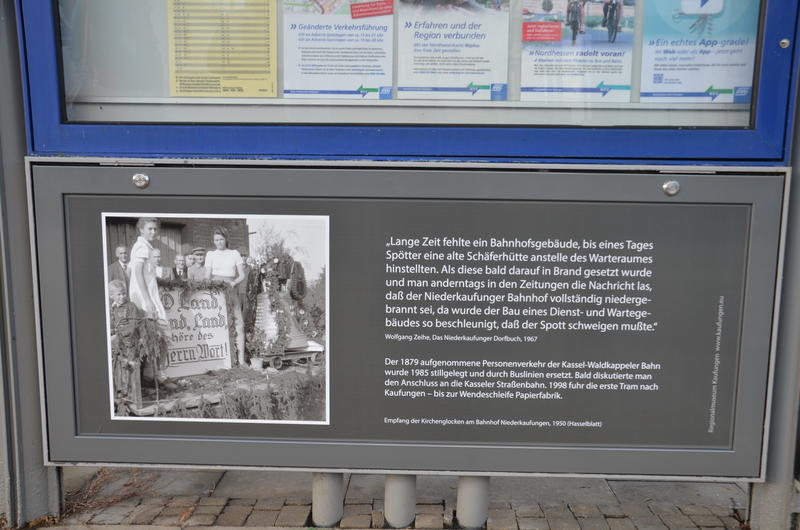 » Geänderte Verkehrsführung
» Erfahren und der
Region verbunden
» Nordhessen radelt voran!
» Ein echtes App-grade!
„Lange Zeit fehlte ein Bahnhofsgebäude, bis eines Tages
Spötter eine alte Schäferhütte anstelle des Warteraumes
hinstellten. Als diese bald darauf in Brand gesetzt wurde
und man anderntags in den Zeitungen die Nachricht las,
daß der Niederkaufunger Bahnhof vollständig niederge-
brannt sei, da wurde der Bau eines Dienst- und Wartege-
bäudes so beschleunigt, daß der Spott schweigen mußte.“
Wolfgang Zeihe, Das Niederkaufunger Dorfbuch, 1967
Der 1879 aufgenommene Personenverkehr der Kassel-Waldkappeler Bahn
wurde 1985 stillgelegt und durch Buslinien ersetzt. Bald diskutierte man
den Anschluss an die Kasseler Straßenbahn. 1998 fuhr die erste Tram nach
Kaufungen – bis zur Wendeschleife Papierfabrik.
Empfang der Kirchenglocken am Bahnhof Niederkaufungen, 1950 (Hasselblatt)
Regionalmuseum Kaufungen www.kaufungen.eu
O Land,
Land,
höre des
Herrn Wort!